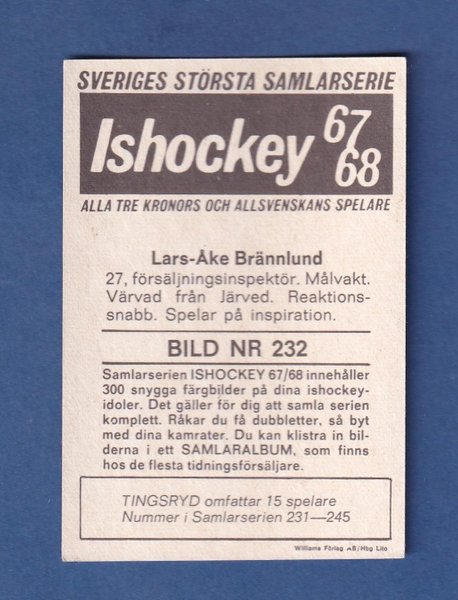 SVERIGES STÖRSTA SAMLARSERIE
Ishockey 67
68
ALLA TRE KRONORS OCH ALLSVENSKANS SPELARE
Lars-Åke Brännlund
27, försäljningsinspektör. Målvakt.
Värvad från Järved. Reaktions-
snabb. Spelar på inspiration.
BILD NR 232
Samlarserien ISHOCKEY 67/68 innehåller
300 snygga färgbilder på dina ishockey-
idoler. Det gäller för dig att samla serien
komplett. Råkar du få dubbletter, så byt
med dina kamrater. Du kan klistra in bil-
derna i ett SAMLARALBUM, som finns
hos de flesta tidningsförsäljare.
TINGSRYD omfattar 15 spelare
Nummer i Samlarserien 231—245
Williams Förlag AB/Hbg Lito